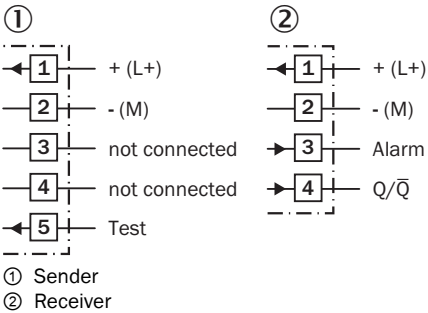 ① ②
1 + (L+) 1 + (L+)
2 - (M) 2 - (M)
3 not connected 3 Alarm
4 not connected 4 Q/Q̅
5 Test
① Sender
② Receiver